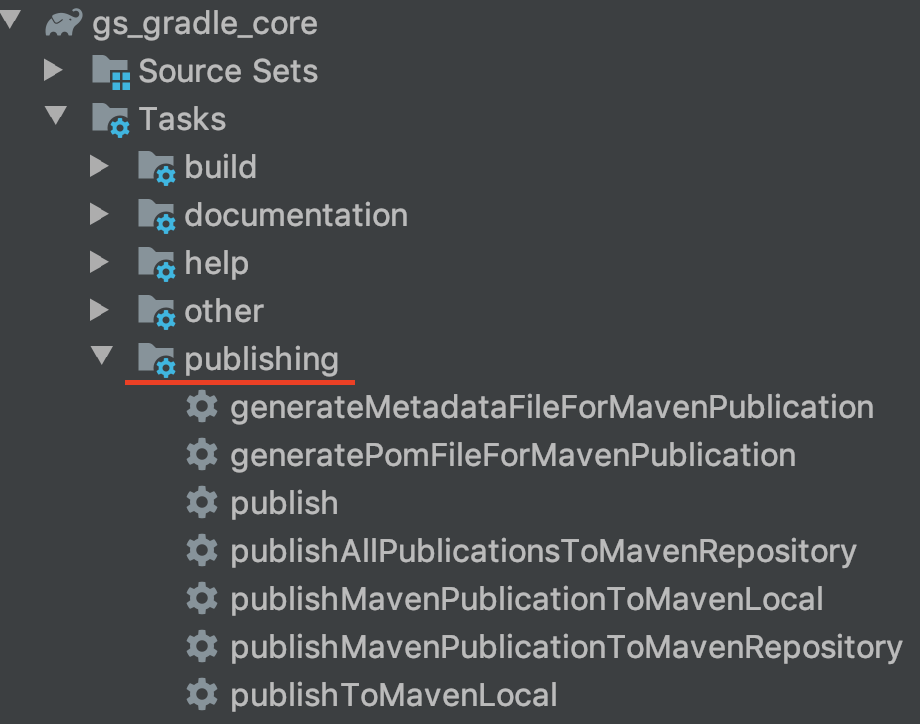 gs_gradle_core
Source Sets
Tasks
build
documentation
help
other
publishing
generateMetadataFileForMavenPublication
generatePomFileForMavenPublication
publish
publishAllPublicationsToMavenRepository
publishMavenPublicationToMavenLocal
publishMavenPublicationToMavenRepository
publishToMavenLocal